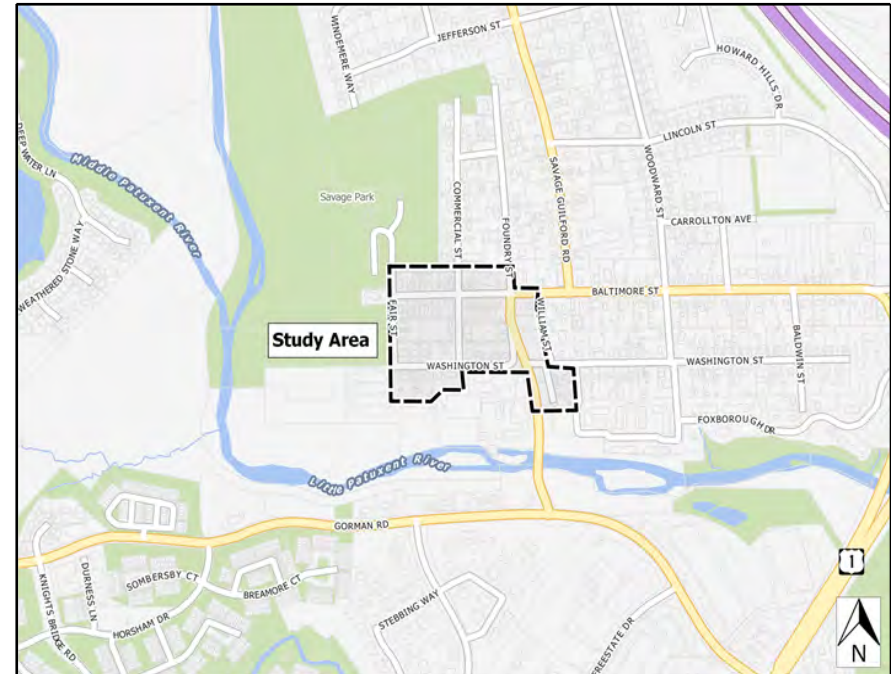 WINDEMERE WAY
JEFFERSON ST
HOWARD HILLS DR
LINCOLN ST
DEEP WATER LN
Middle Patuxent River
WOODWARD ST
SAVAGE GUILFORD RD
Savage Park
COMMERCIAL ST
FOUNDRY ST
CARROLLTON AVE
WEATHERED STONE WAY
BALTIMORE ST
FAIR ST
WILLIAM ST
Study Area
WASHINGTON ST
WASHINGTON ST
BALDWIN ST
FOXBOROUGH DR
Little Patuxent River
GORMAN RD
1
SOMBERSBY CT
BREAMORE CT
DURNESS LN
KNIGHTS BRIDGE RD
HORSHAM DR
STEBBING WAY
FREESTATE DR
N